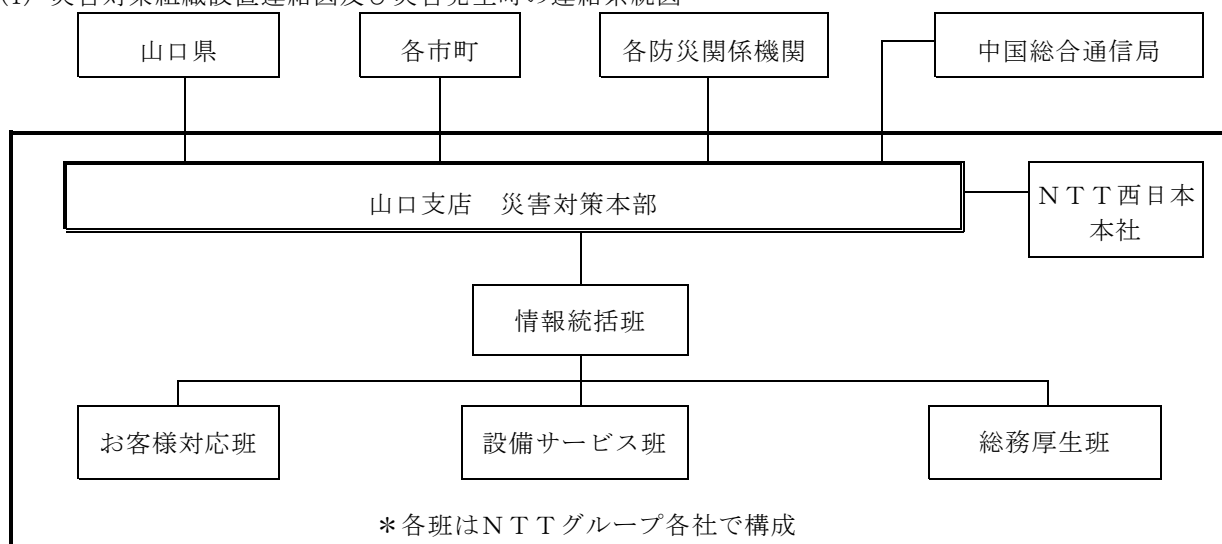 (1) 災害対策組織設置連絡図及び災害発生時の連絡系統図
山口県
各市町
各防災関係機関
中国総合通信局
山口支店　災害対策本部
ＮＴＴ西日本
本社
情報統括班
お客様対応班
設備サービス班
総務厚生班
＊各班はＮＴＴグループ各社で構成